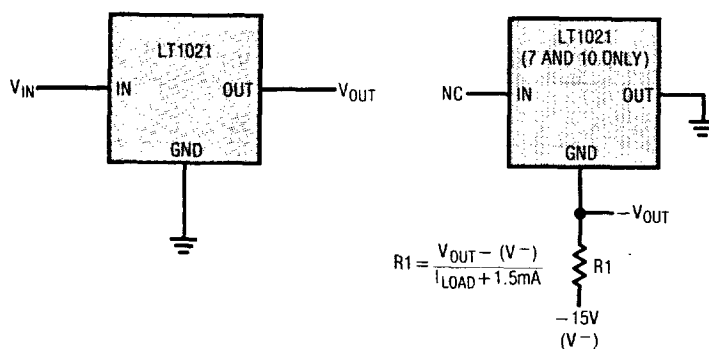 LT1021
V_IN
IN
OUT
V_OUT
GND
LT1021
(7 AND 10 ONLY)
NC
IN
OUT
GND
−V_OUT
R1 = V_OUT − (V−) / I_LOAD + 1.5mA
R1
−15V
(V−)